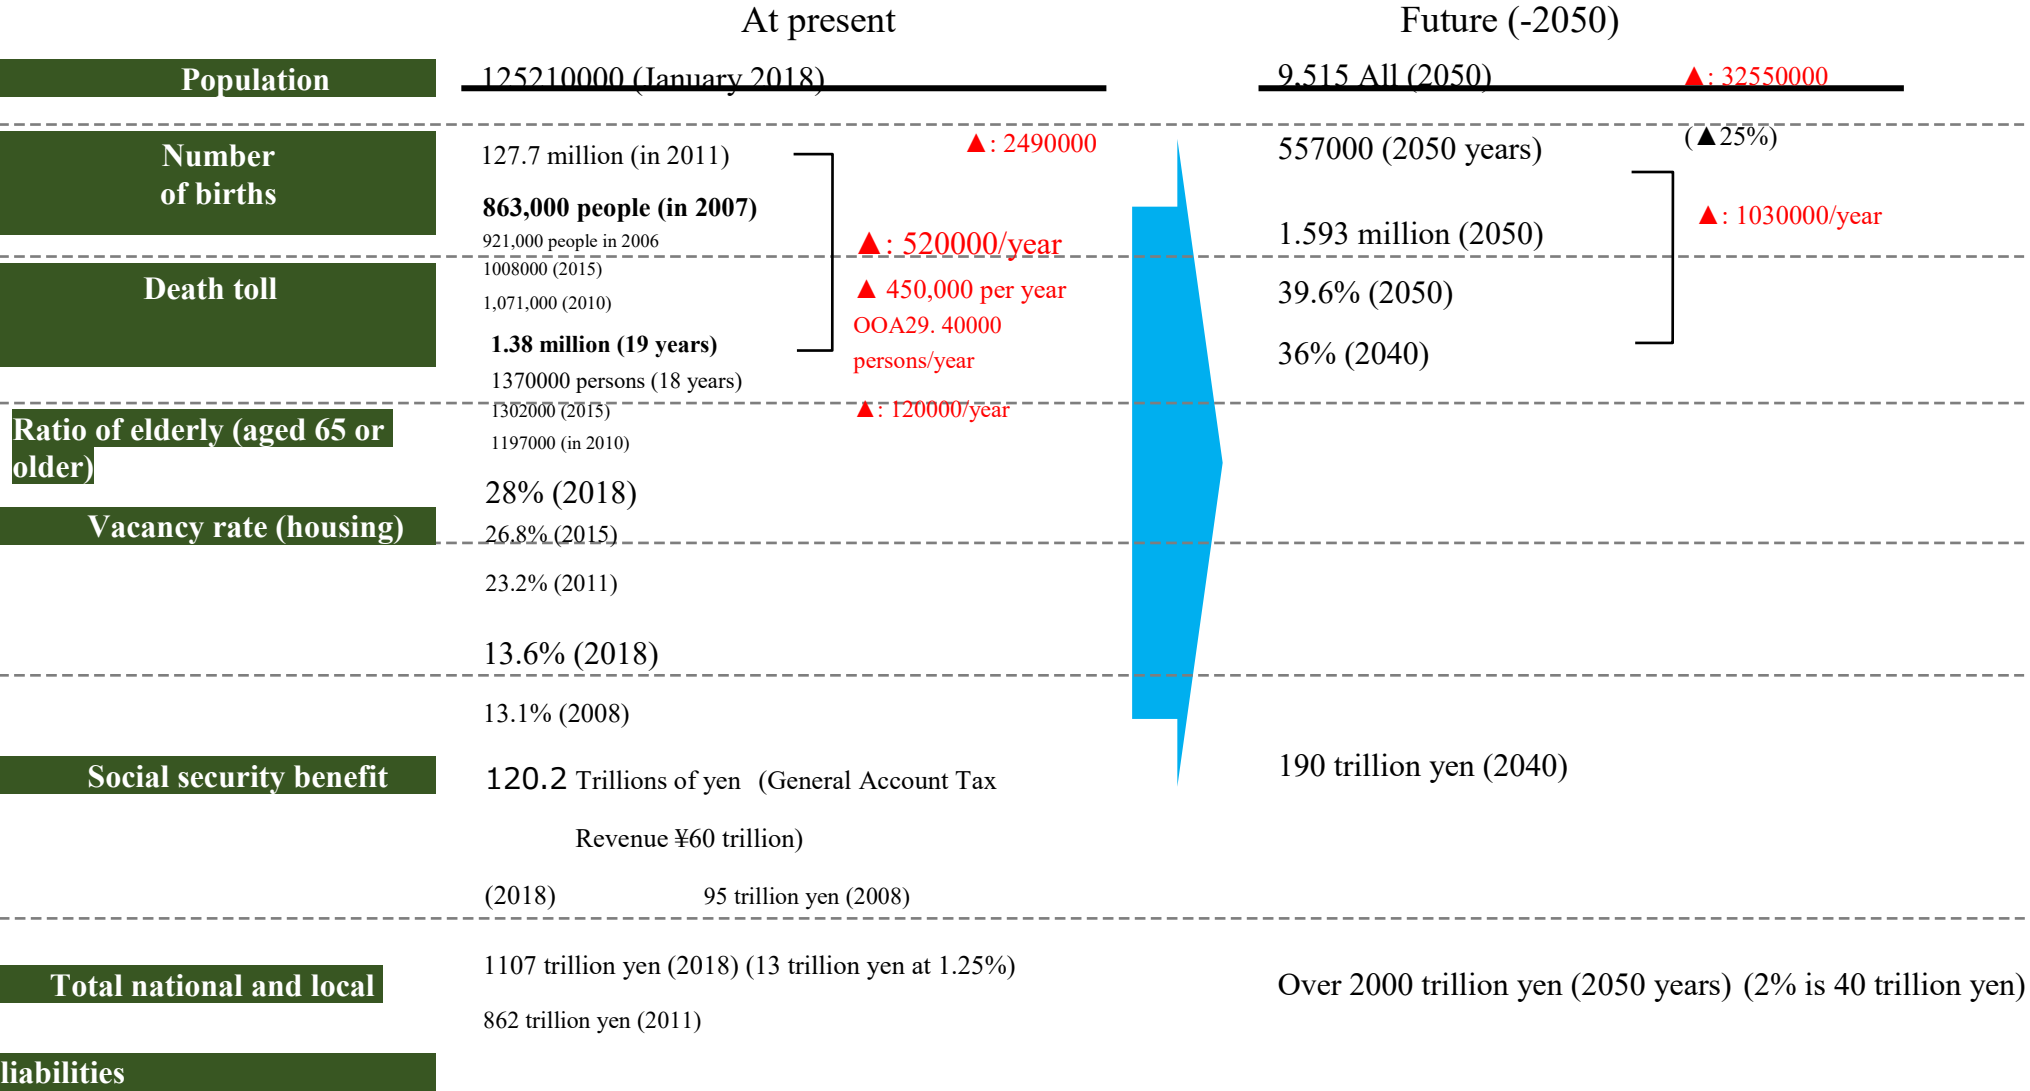 At present
Future (-2050)
Population
125210000 (January 2018)
9.515 All (2050)
▲: 32550000
(▲25%)
Number
of births
127.7 million (in 2011)
▲: 2490000
863,000 people (in 2007)
921,000 people in 2006
1008000 (2015)
1,071,000 (2010)
▲: 520000/year
▲ 450,000 per year
OOA29. 40000
persons/year
▲: 120000/year
557000 (2050 years)
1.593 million (2050)
▲: 1030000/year
39.6% (2050)
36% (2040)
Death toll
1.38 million (19 years)
1370000 persons (18 years)
1302000 (2015)
1197000 (in 2010)
Ratio of elderly (aged 65 or
older)
28% (2018)
26.8% (2015)
23.2% (2011)
Vacancy rate (housing)
13.6% (2018)
13.1% (2008)
Social security benefit
120.2 Trillions of yen (General Account Tax
Revenue ¥60 trillion)
(2018) 95 trillion yen (2008)
190 trillion yen (2040)
Total national and local
liabilities
1107 trillion yen (2018) (13 trillion yen at 1.25%)
862 trillion yen (2011)
Over 2000 trillion yen (2050 years) (2% is 40 trillion yen)